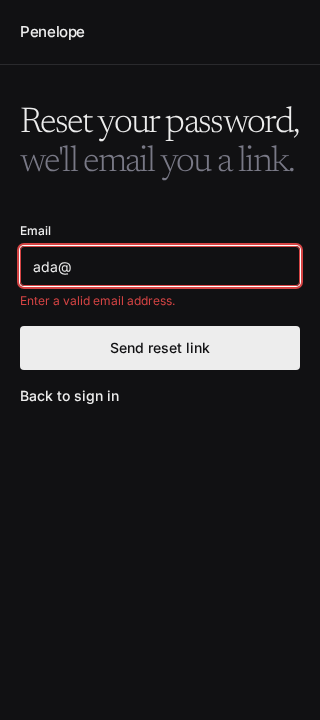 Penelope
Reset your password,
we'll email you a link.
Email
ada@
Enter a valid email address.
Send reset link
Back to sign in